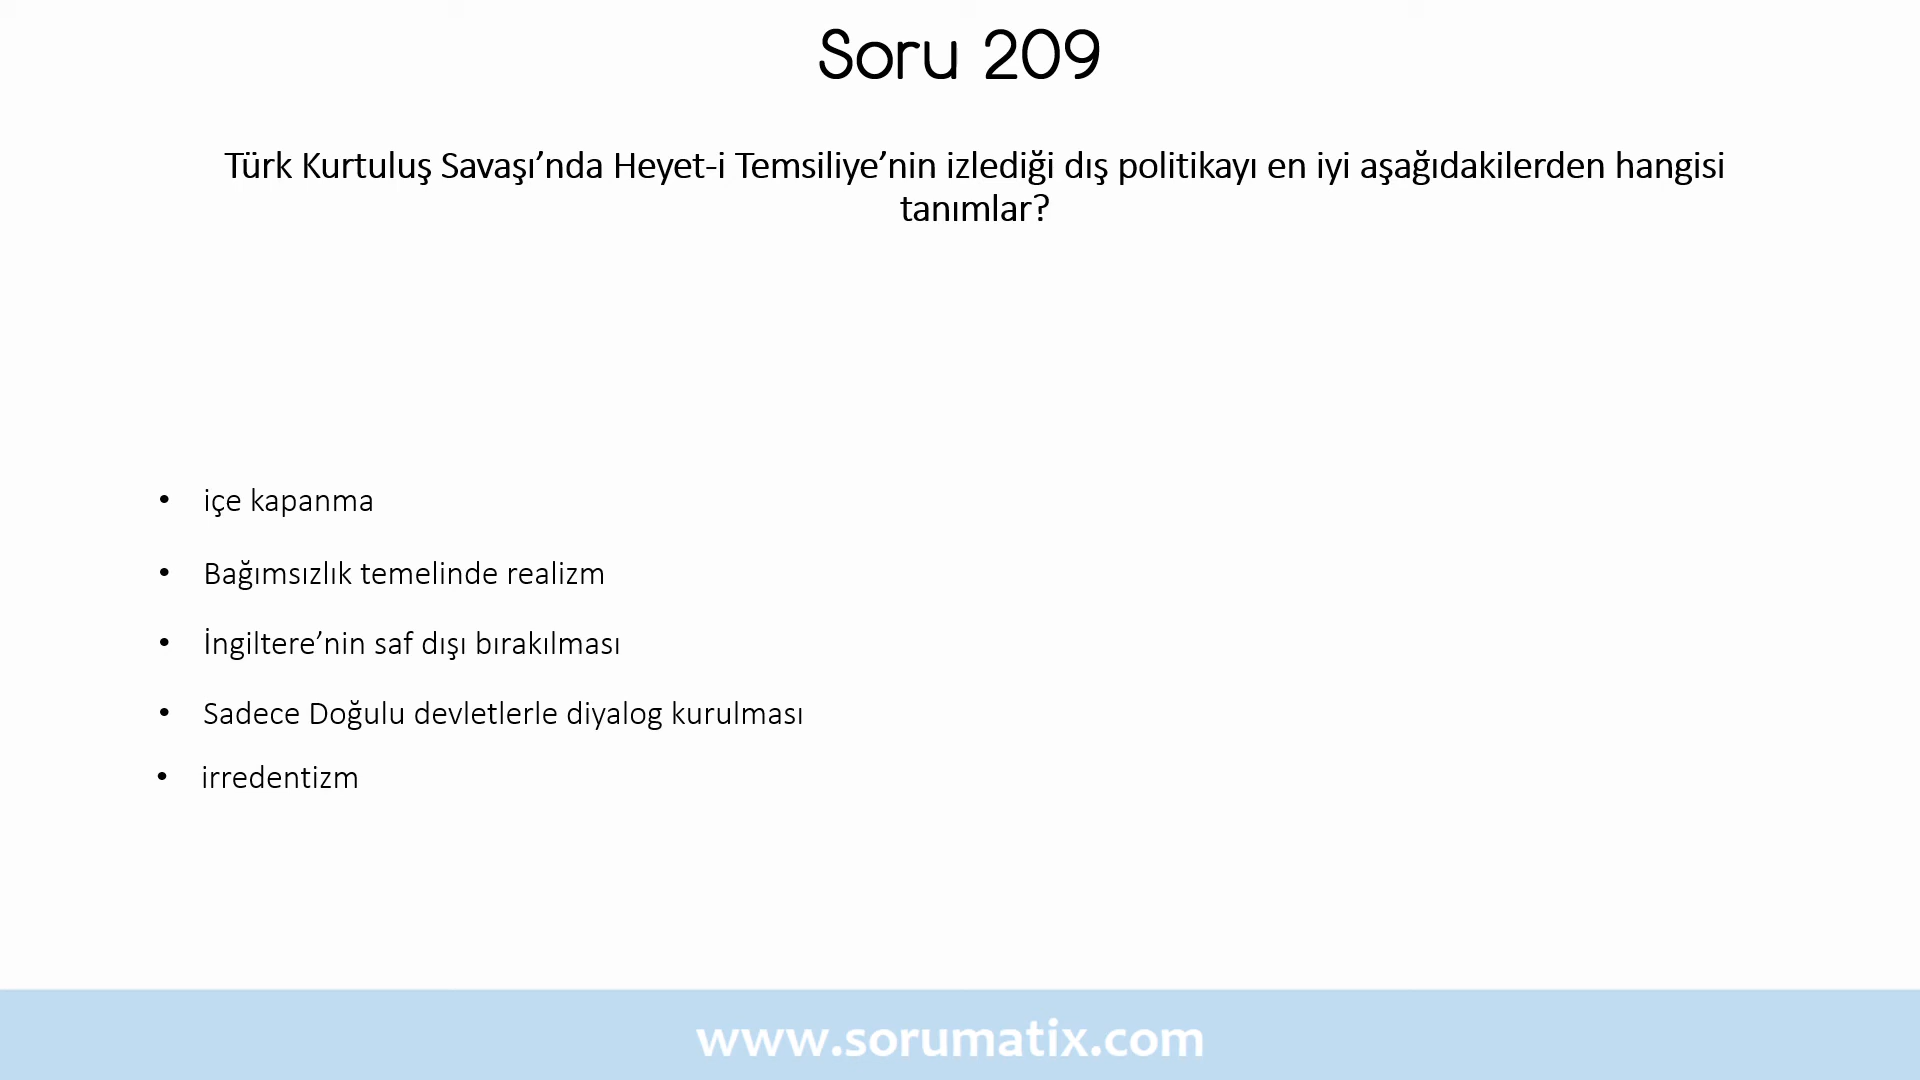 Soru 209
Türk Kurtuluş Savaşı’nda Heyet-i Temsiliye’nin izlediği dış politikayı en iyi aşağıdakilerden hangisi
tanımlar?
• içe kapanma
• Bağımsızlık temelinde realizm
• İngiltere’nin saf dışı bırakılması
• Sadece Doğulu devletlerle diyalog kurulması
• irredentizm
www.sorumatix.com